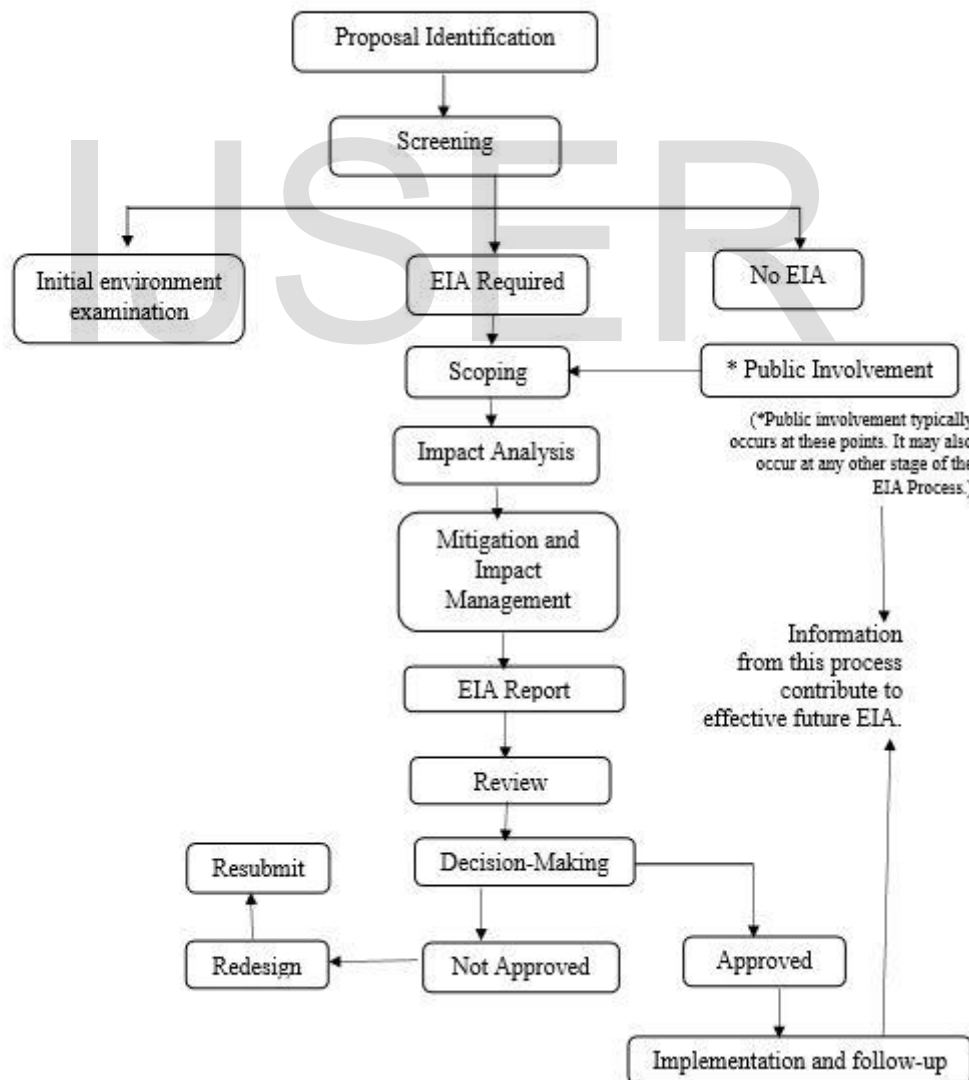 Proposal Identification
Screening
IJSER
Initial environment
examination
EIA Required
No EIA
Scoping
* Public Involvement
(*Public involvement typically
occurs at these points. It may also
occur at any other stage of the
EIA Process.)
Impact Analysis
Mitigation and
Impact
Management
Information
from this process
contribute to
effective future EIA.
EIA Report
Review
Decision-Making
Resubmit
Redesign
Not Approved
Approved
Implementation and follow-up